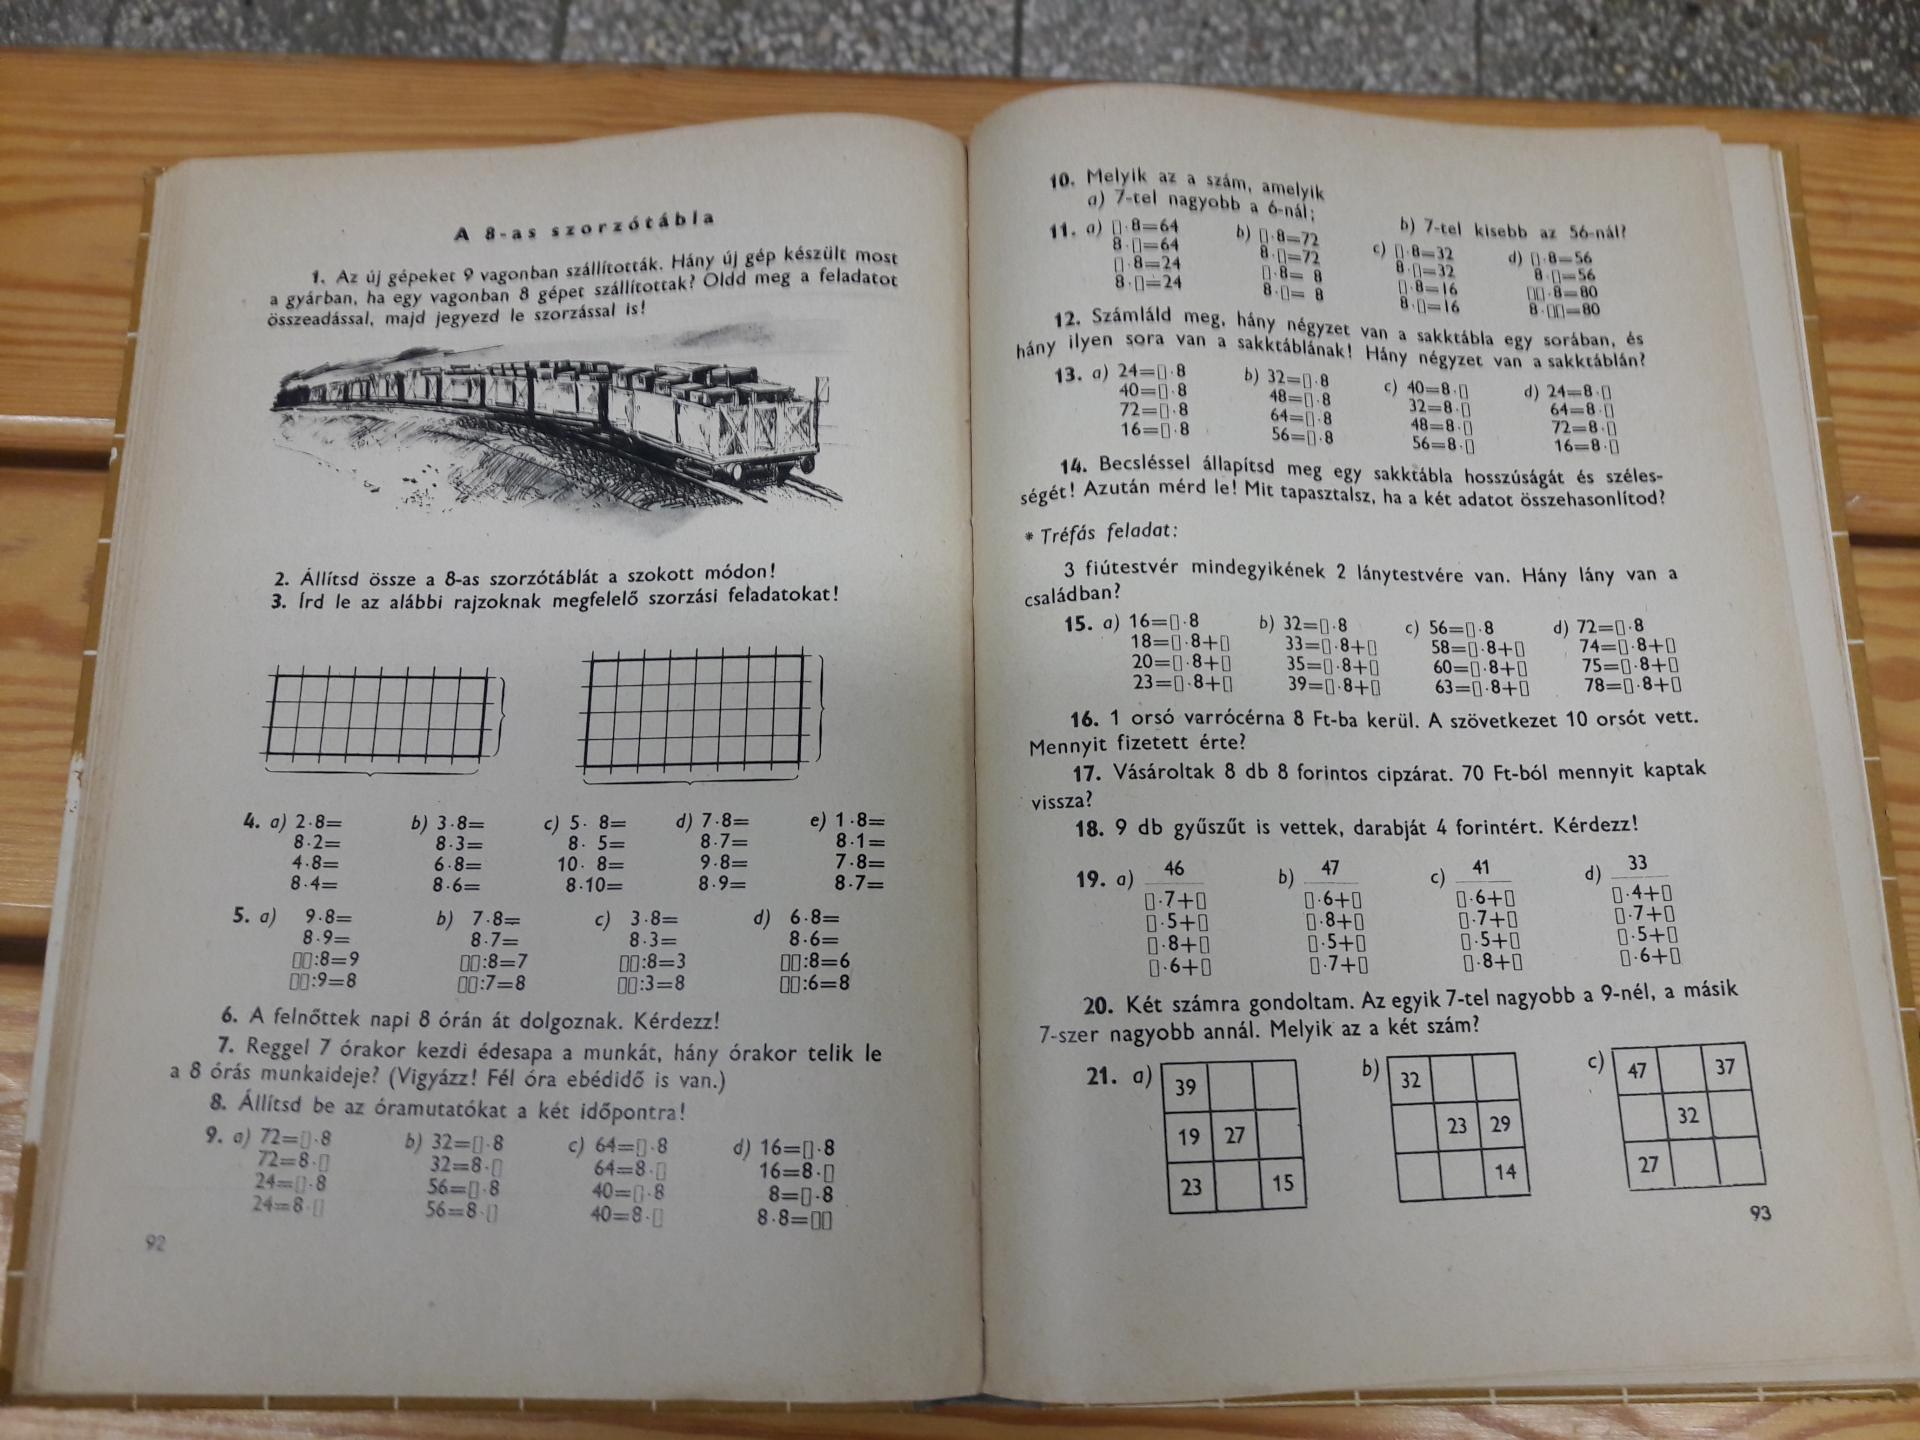 A 8-as szorzótábla
1. Az új gépeket 9 vagonban szállították. Hány új gép készült most
a gyárban, ha egy vagonban 8 gépet szállítottak? Oldd meg a feladatot
összeadással, majd jegyezd le szorzással is!
2. Állítsd össze a 8-as szorzótáblát a szokott módon!
3. Írd le az alábbi rajzoknak megfelelő szorzási feladatokat!
4. a) 2·8= b) 3·8= c) 5· 8= d) 7·8= e) 1·8=
8·2= 8·3= 8· 5= 8·7= 8·1=
4·8= 6·8= 10· 8= 9·8= 7·8=
8·4= 8·6= 8·10= 8·9= 8·7=
5. a) 9·8= b) 7·8= c) 3·8= d) 6·8=
8·9= 8·7= 8·3= 8·6=
▯▯:8=9 ▯▯:8=7 ▯▯:8=3 ▯▯:8=6
▯▯:9=8 ▯▯:7=8 ▯▯:3=8 ▯▯:6=8
6. A felnőttek napi 8 órán át dolgoznak. Kérdezz!
7. Reggel 7 órakor kezdi édesapa a munkát, hány órakor telik le
a 8 órás munkaideje? (Vigyázz! Fél óra ebédidő is van.)
8. Állítsd be az óramutatókat a két időpontra!
9. a) 72=▯·8 b) 32=▯·8 c) 64=▯·8 d) 16=▯·8
72=8·▯ 32=8·▯ 64=8·▯ 16=8·▯
24=▯·8 56=▯·8 40=▯·8 8=▯·8
24=8·▯ 56=8·▯ 40=8·▯ 8·8=▯▯
92
10. Melyik az a szám, amelyik
a) 7-tel nagyobb a 6-nál; b) 7-tel kisebb az 56-nál?
11. a) ▯·8=64 b) ▯·8=72 c) ▯·8=32 d) ▯·8=56
8·▯=64 8·▯=72 8·▯=32 8·▯=56
▯·8=24 ▯·8= 8 ▯·8=16 ▯▯·8=80
8·▯=24 8·▯= 8 8·▯=16 8·▯▯=80
12. Számláld meg, hány négyzet van a sakktábla egy sorában, és
hány ilyen sora van a sakktáblának! Hány négyzet van a sakktáblán?
13. a) 24=▯·8 b) 32=▯·8 c) 40=8·▯ d) 24=8·▯
40=▯·8 48=▯·8 32=8·▯ 64=8·▯
72=▯·8 64=▯·8 48=8·▯ 72=8·▯
16=▯·8 56=▯·8 56=8·▯ 16=8·▯
14. Becsléssel állapítsd meg egy sakktábla hosszúságát és széles-
ségét! Azután mérd le! Mit tapasztalsz, ha a két adatot összehasonlítod?
* Tréfás feladat:
3 fiútestvér mindegyikének 2 lánytestvére van. Hány lány van a
családban?
15. a) 16=▯·8 b) 32=▯·8 c) 56=▯·8 d) 72=▯·8
18=▯·8+▯ 33=▯·8+▯ 58=▯·8+▯ 74=▯·8+▯
20=▯·8+▯ 35=▯·8+▯ 60=▯·8+▯ 75=▯·8+▯
23=▯·8+▯ 39=▯·8+▯ 63=▯·8+▯ 78=▯·8+▯
16. 1 orsó varrócérna 8 Ft-ba kerül. A szövetkezet 10 orsót vett.
Mennyit fizetett érte?
17. Vásároltak 8 db 8 forintos cipzárat. 70 Ft-ból mennyit kaptak
vissza?
18. 9 db gyűszűt is vettek, darabját 4 forintért. Kérdezz!
19. a) 46 b) 47 c) 41 d) 33
▯·7+▯ ▯·6+▯ ▯·6+▯ ▯·4+▯
▯·5+▯ ▯·8+▯ ▯·7+▯ ▯·7+▯
▯·8+▯ ▯·5+▯ ▯·5+▯ ▯·5+▯
▯·6+▯ ▯·7+▯ ▯·8+▯ ▯·6+▯
20. Két számra gondoltam. Az egyik 7-tel nagyobb a 9-nél, a másik
7-szer nagyobb annál. Melyik az a két szám?
21. a) 39 b) 32 c) 47 37
19 27 23 29 32
23 15 14 27
93